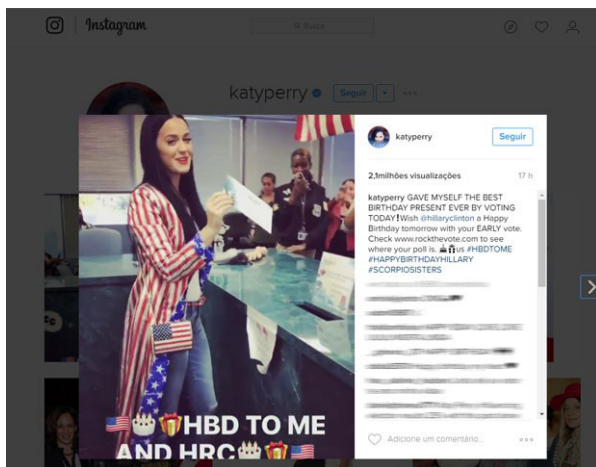 Instagram
Busca
katyperry
Seguir
katyperry
Seguir
2,1milhões visualizações 17 h
katyperry GAVE MYSELF THE BEST
BIRTHDAY PRESENT EVER BY VOTING
TODAY❗Wish @hillaryclinton a Happy
Birthday tomorrow with your EARLY vote.
Check www.rockthevote.com to see
where your poll is. us #HBDTOME
#HAPPYBIRTHDAYHILLARY
#SCORPIOSISTERS
Adicione um comentário...
🇺🇸🎂🎁HBD TO ME
AND HRC🎂🎁🇺🇸